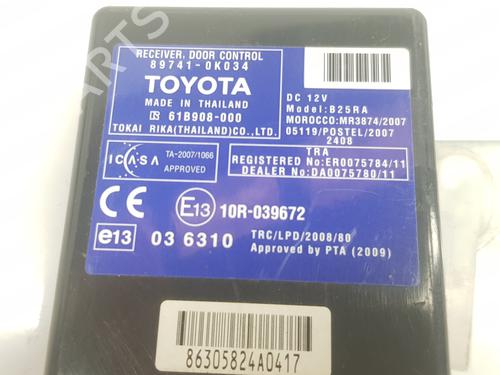 RECEIVER, DOOR CONTROL
89741-0K034
TOYOTA
MADE IN THAILAND
61B908-000
TOKAI RIKA(THAILAND)CO.,LTD.
DC 12V
Model:B25RA
MOROCCO:MR3874/2007
05119/POSTEL/2007
2408
ICASA
TA-2007/1066
APPROVED
TRA
REGISTERED No:ER0075784/11
DEALER No:DA0075780/11
CE
E13 10R-039672
e13 03 6310
TRC/LPD/2008/80
Approved by PTA (2009)
86305824A0417